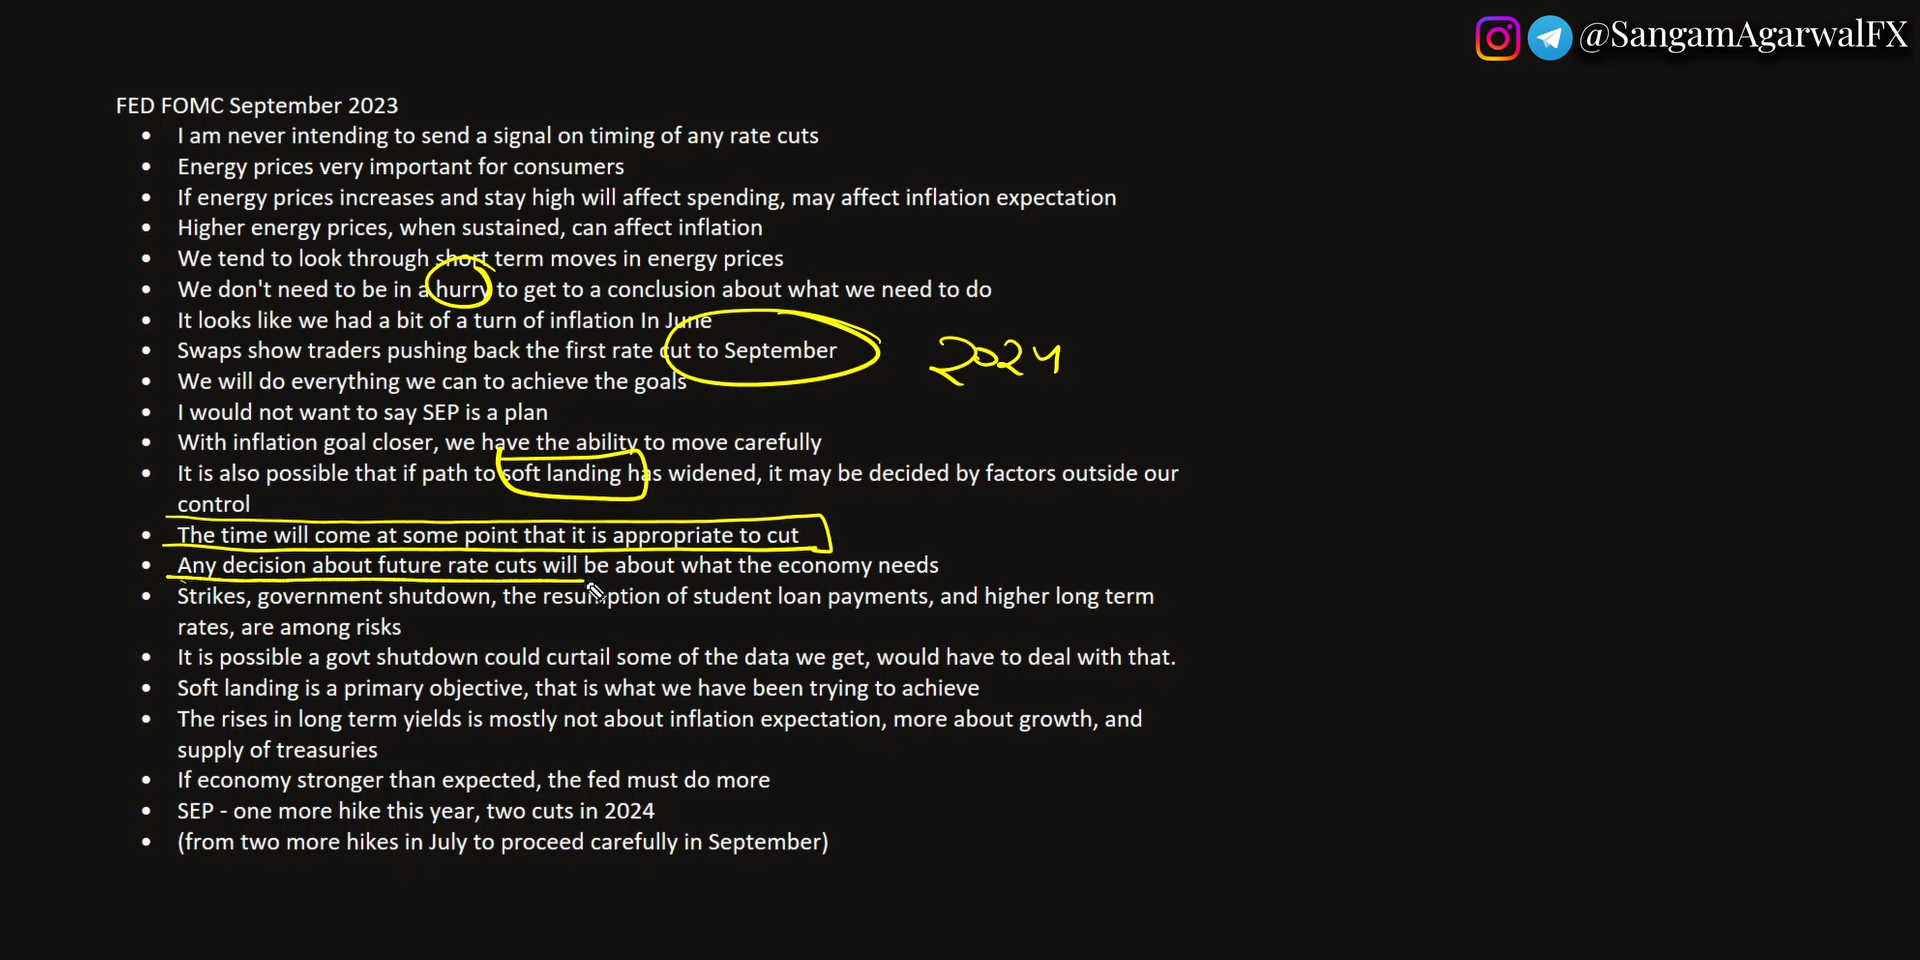 @SangamAgarwalFX
FED FOMC September 2023
• I am never intending to send a signal on timing of any rate cuts
• Energy prices very important for consumers
• If energy prices increases and stay high will affect spending, may affect inflation expectation
• Higher energy prices, when sustained, can affect inflation
• We tend to look through short term moves in energy prices
• We don't need to be in a hurry to get to a conclusion about what we need to do
• It looks like we had a bit of a turn of inflation In June
• Swaps show traders pushing back the first rate cut to September 2024
• We will do everything we can to achieve the goals
• I would not want to say SEP is a plan
• With inflation goal closer, we have the ability to move carefully
• It is also possible that if path to soft landing has widened, it may be decided by factors outside our
control
• The time will come at some point that it is appropriate to cut
• Any decision about future rate cuts will be about what the economy needs
• Strikes, government shutdown, the resumption of student loan payments, and higher long term
rates, are among risks
• It is possible a govt shutdown could curtail some of the data we get, would have to deal with that.
• Soft landing is a primary objective, that is what we have been trying to achieve
• The rises in long term yields is mostly not about inflation expectation, more about growth, and
supply of treasuries
• If economy stronger than expected, the fed must do more
• SEP - one more hike this year, two cuts in 2024
• (from two more hikes in July to proceed carefully in September)